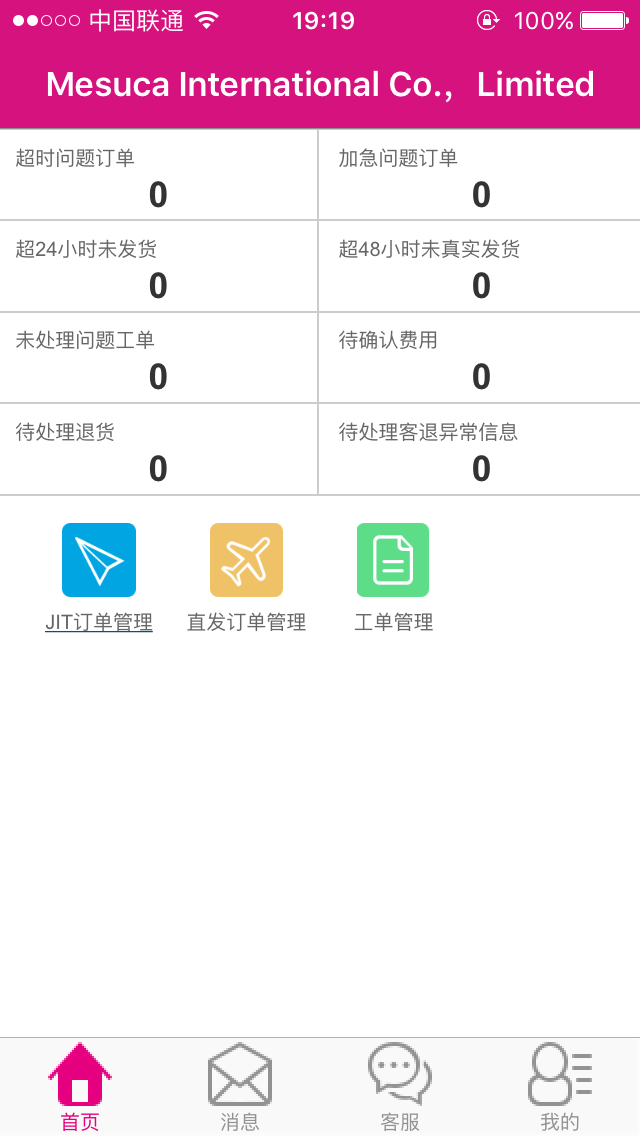 中国联通 19:19 100%
Mesuca International Co.，Limited
超时问题订单 加急问题订单
0 0
超24小时未发货 超48小时未真实发货
0 0
未处理问题工单 待确认费用
0 0
待处理退货 待处理客退异常信息
0 0
JIT订单管理 直发订单管理 工单管理
首页 消息 客服 我的